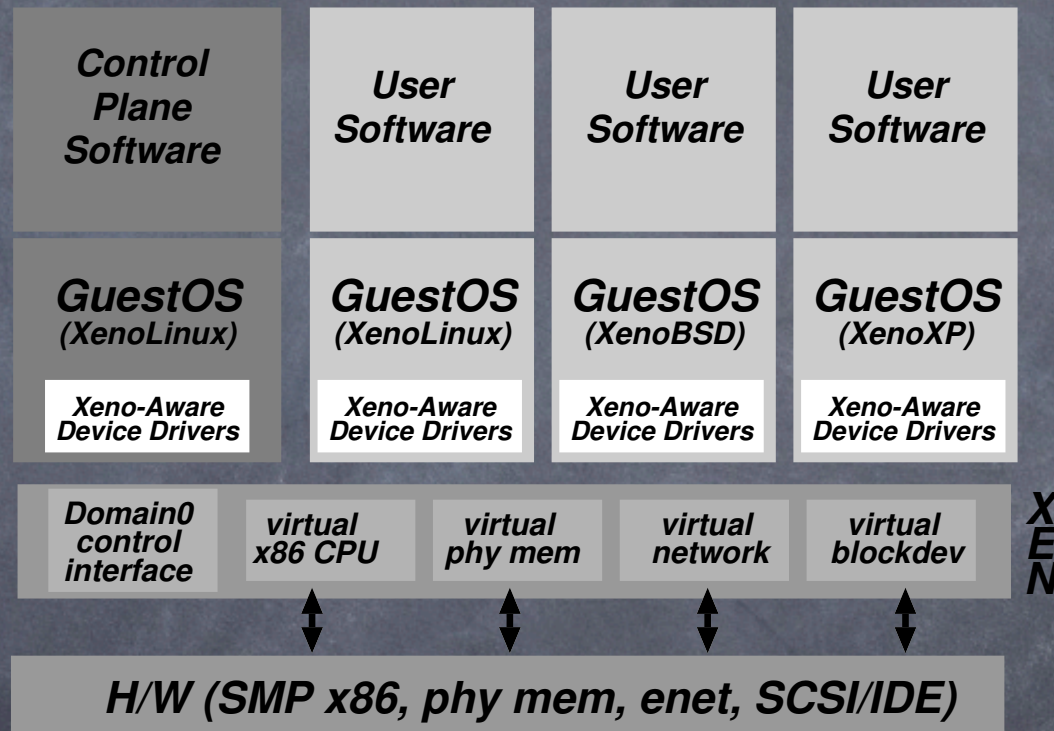 Control
Plane
Software
User
Software
User
Software
User
Software
GuestOS
(XenoLinux)
Xeno-Aware
Device Drivers
GuestOS
(XenoLinux)
Xeno-Aware
Device Drivers
GuestOS
(XenoBSD)
Xeno-Aware
Device Drivers
GuestOS
(XenoXP)
Xeno-Aware
Device Drivers
Domain0
control
interface
virtual
x86 CPU
virtual
phy mem
virtual
network
virtual
blockdev
X
E
N
H/W (SMP x86, phy mem, enet, SCSI/IDE)